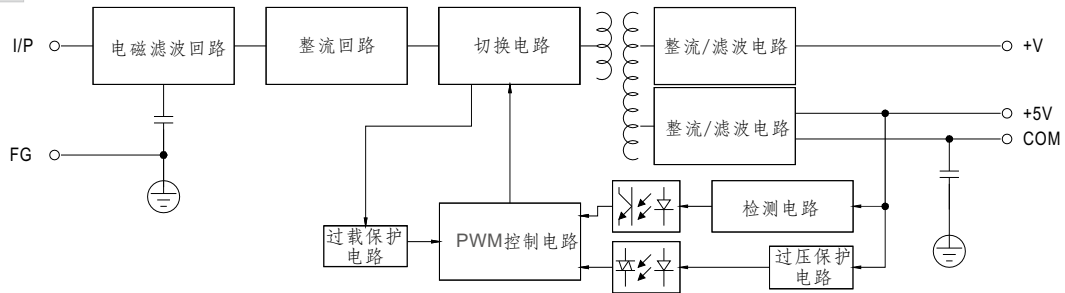 I/P
电磁滤波回路
整流回路
切换电路
整流/滤波电路
+V
整流/滤波电路
+5V
COM
FG
过载保护
电路
PWM控制电路
检测电路
过压保护
电路